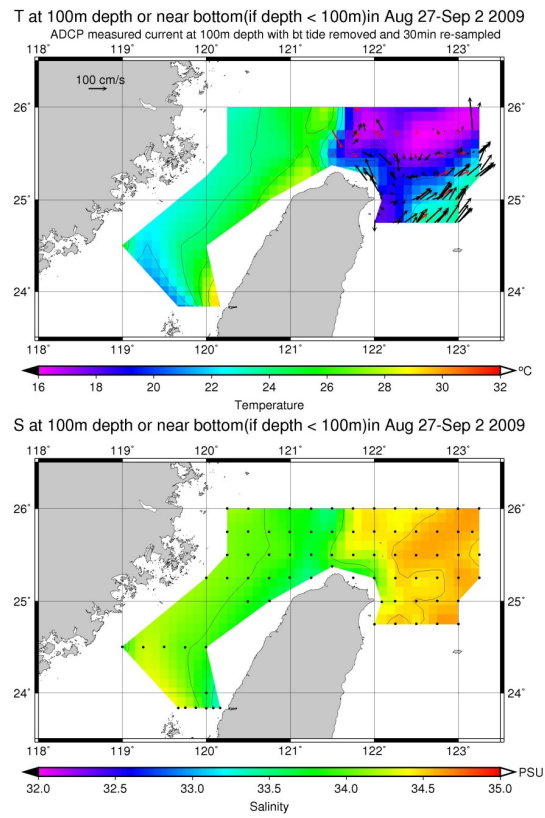 T at 100m depth or near bottom(if depth < 100m)in Aug 27-Sep 2 2009
ADCP measured current at 100m depth with bt tide removed and 30min re-sampled
100 cm/s
26°
25°
24°
26°
25°
24°
118° 119° 120° 121° 122° 123°
118° 119° 120° 121° 122° 123°
16 18 20 22 24 26 28 30 32 °C
Temperature
S at 100m depth or near bottom(if depth < 100m)in Aug 27-Sep 2 2009
118° 119° 120° 121° 122° 123°
26°
25°
24°
26°
25°
24°
118° 119° 120° 121° 122° 123°
32.0 32.5 33.0 33.5 34.0 34.5 35.0 PSU
Salinity